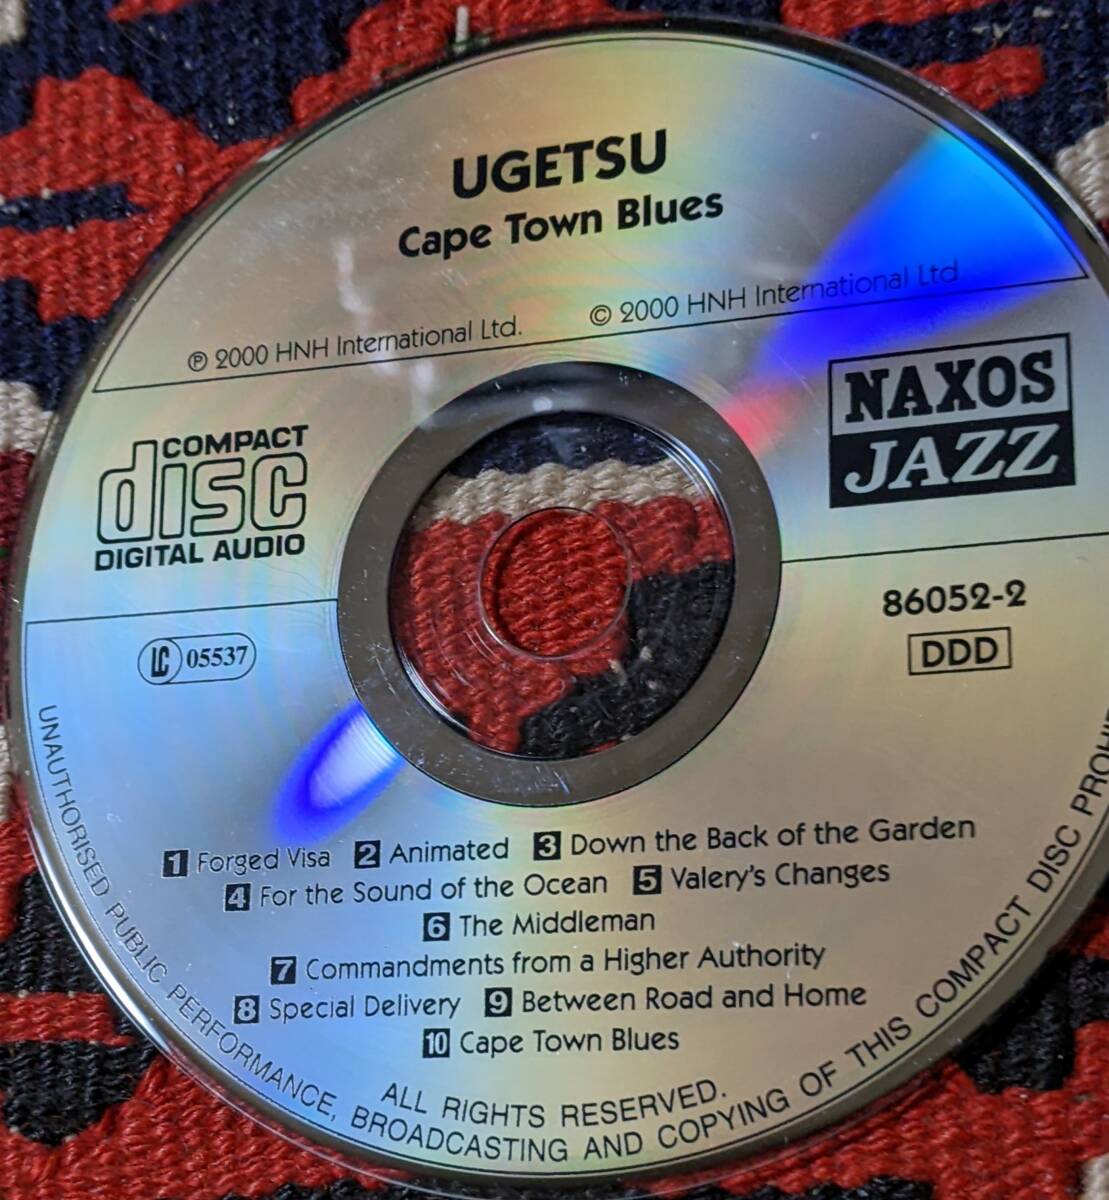 UGETSU
Cape Town Blues
℗ 2000 HNH International Ltd.
© 2000 HNH International Ltd.
NAXOS
JAZZ
COMPACT
disc
DIGITAL AUDIO
86052-2
DDD
LC 05537
1 Forged Visa 2 Animated 3 Down the Back of the Garden
4 For the Sound of the Ocean 5 Valery's Changes
6 The Middleman
7 Commandments from a Higher Authority
8 Special Delivery 9 Between Road and Home
10 Cape Town Blues
ALL RIGHTS RESERVED.
UNAUTHORISED PUBLIC PERFORMANCE, BROADCASTING AND COPYING OF THIS COMPACT DISC